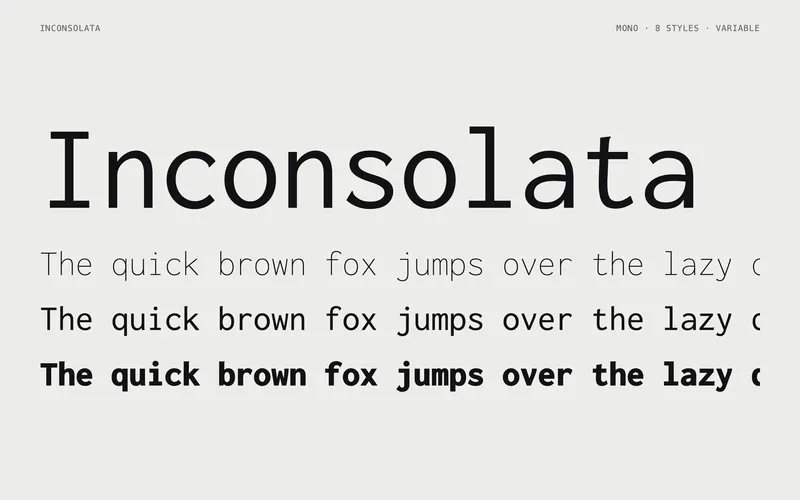 INCONSOLATA
MONO · 8 STYLES · VARIABLE
Inconsolata
The quick brown fox jumps over the lazy
The quick brown fox jumps over the lazy
The quick brown fox jumps over the lazy